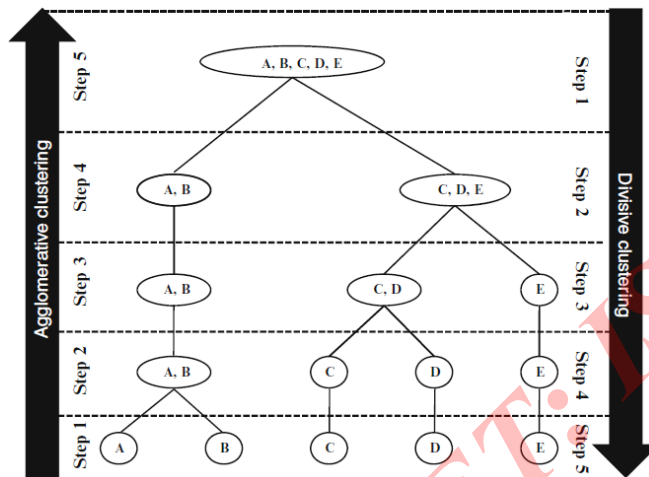 Step 5
A, B, C, D, E
Step 1
Step 4
A, B
C, D, E
Step 2
Agglomerative clustering
Divisive clustering
Step 3
A, B
C, D
E
Step 3
Step 2
A, B
C
D
E
Step 4
Step 1
A
B
C
D
E
Step 5